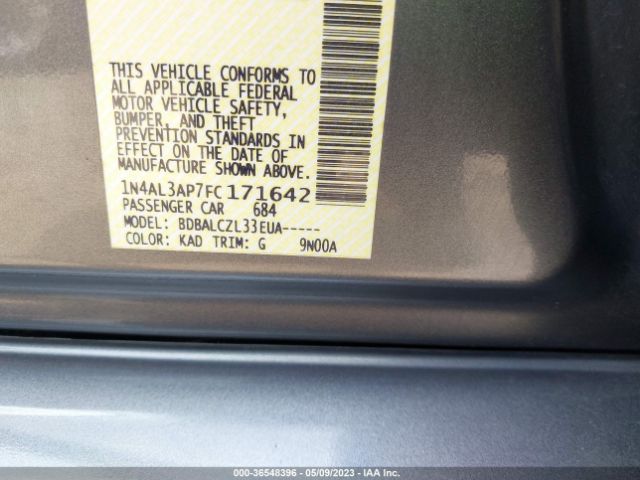 THIS VEHICLE CONFORMS TO
ALL APPLICABLE FEDERAL
MOTOR VEHICLE SAFETY,
BUMPER, AND THEFT
PREVENTION STANDARDS IN
EFFECT ON THE DATE OF
MANUFACTURE SHOWN ABOVE.
1N4AL3AP7FC171642
PASSENGER CAR 684
MODEL: BDBALCZL33EUA-----
COLOR: KAD TRIM: G 9N00A
000-36548396 - 05/09/2023 - IAA Inc.